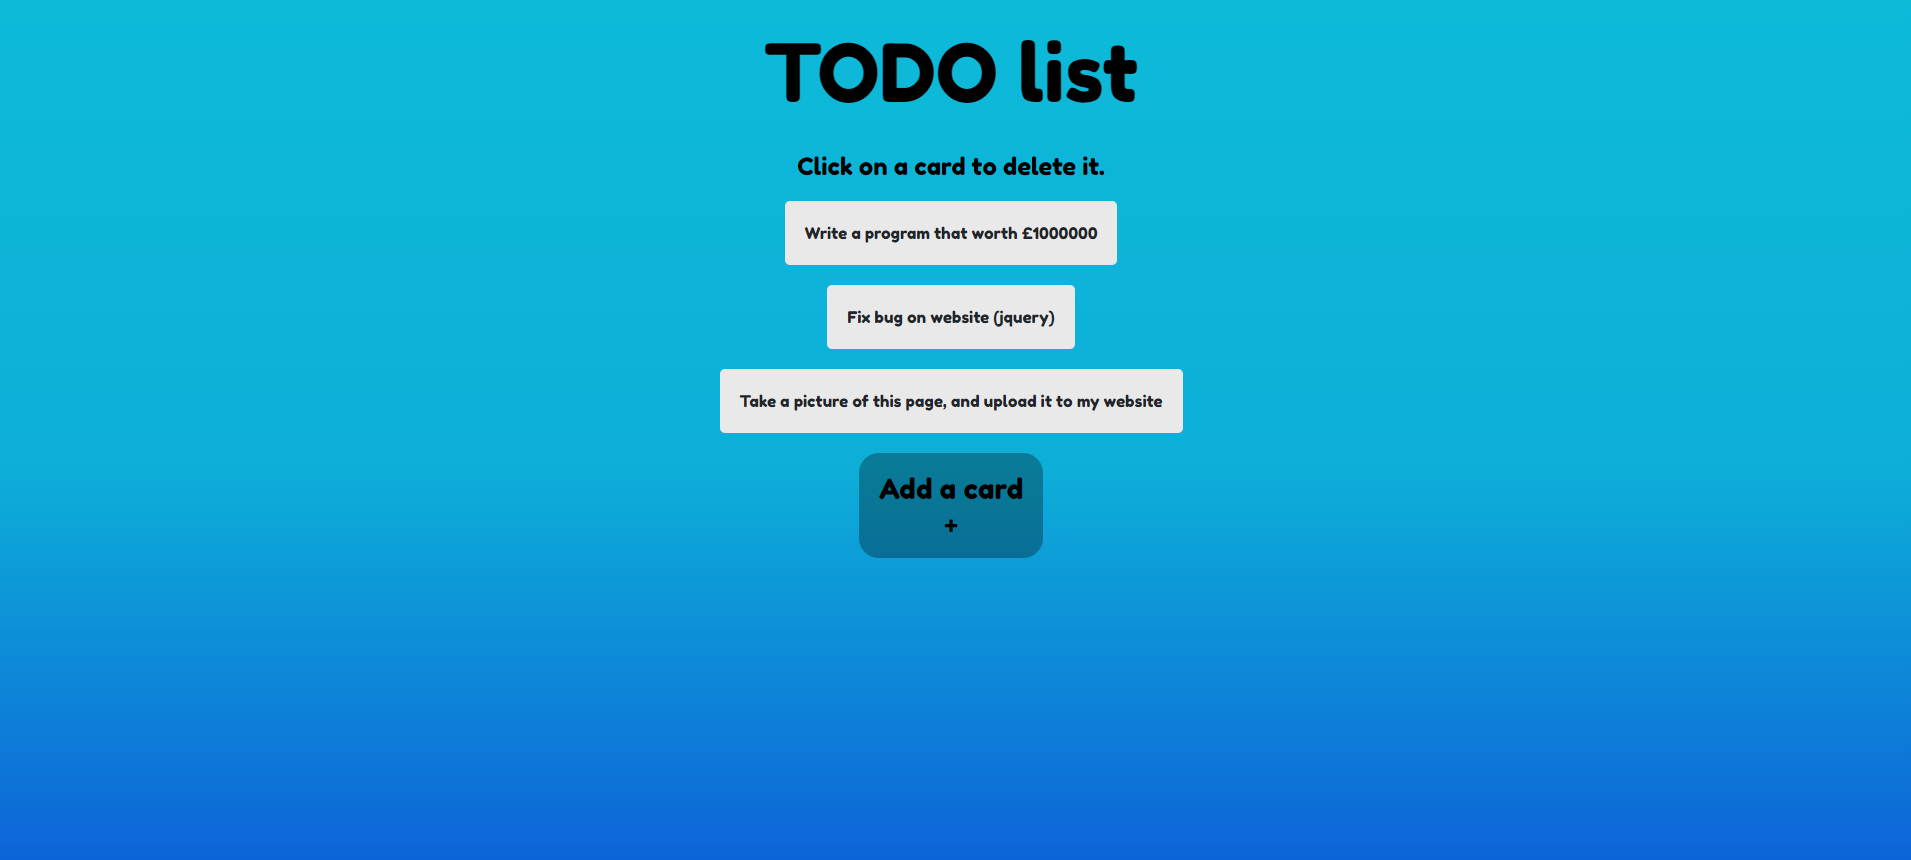 TODO list
Click on a card to delete it.
Write a program that worth £1000000
Fix bug on website (jquery)
Take a picture of this page, and upload it to my website
Add a card
+